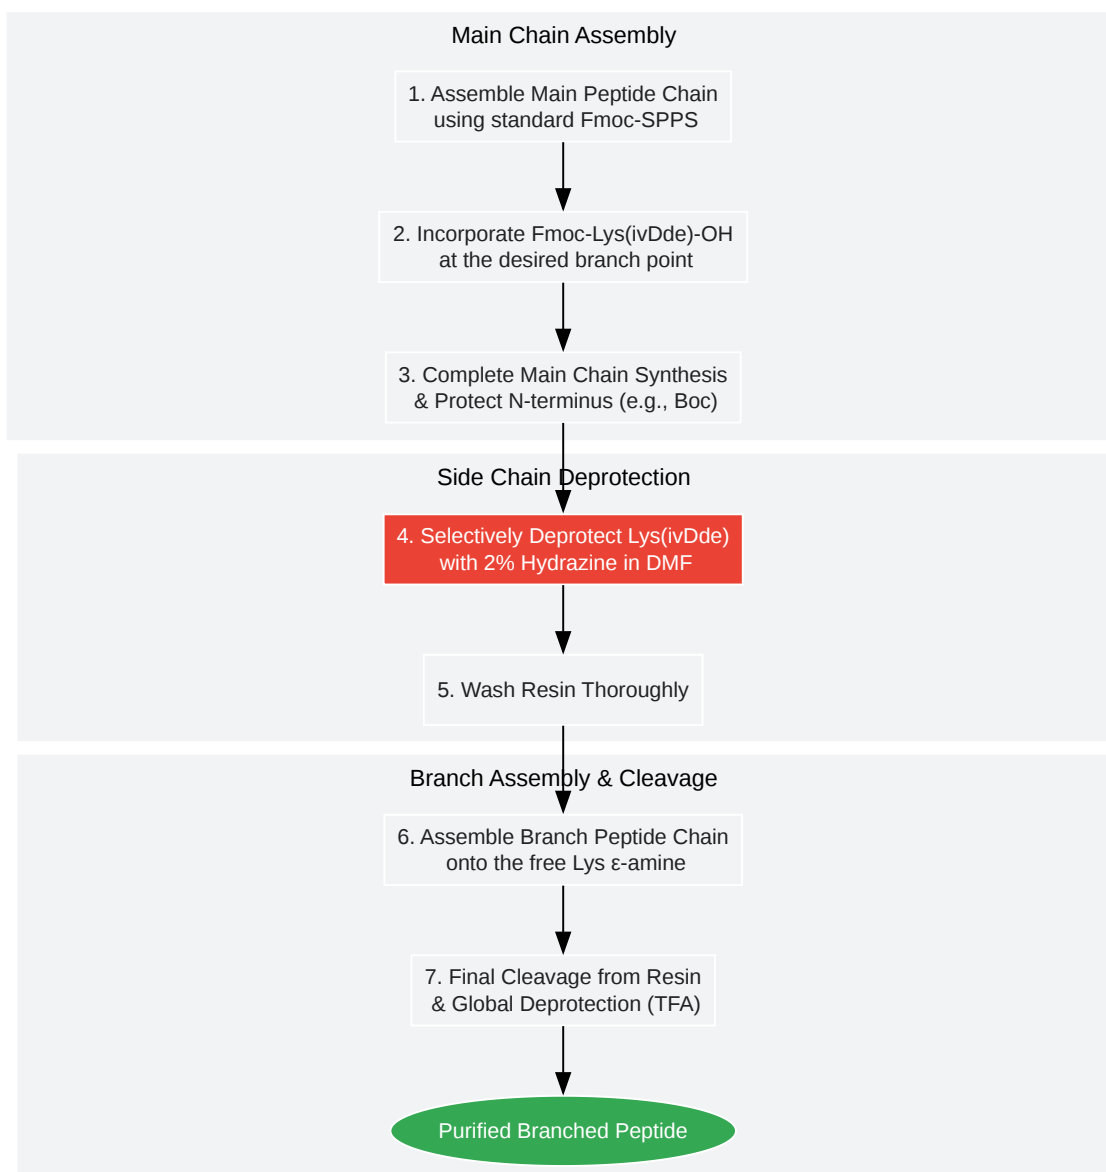 Main Chain Assembly
1. Assemble Main Peptide Chain
using standard Fmoc-SPPS
2. Incorporate Fmoc-Lys(ivDde)-OH
at the desired branch point
3. Complete Main Chain Synthesis
& Protect N-terminus (e.g., Boc)
Side Chain Deprotection
4. Selectively Deprotect Lys(ivDde)
with 2% Hydrazine in DMF
5. Wash Resin Thoroughly
Branch Assembly & Cleavage
6. Assemble Branch Peptide Chain
onto the free Lys ε-amine
7. Final Cleavage from Resin
& Global Deprotection (TFA)
Purified Branched Peptide